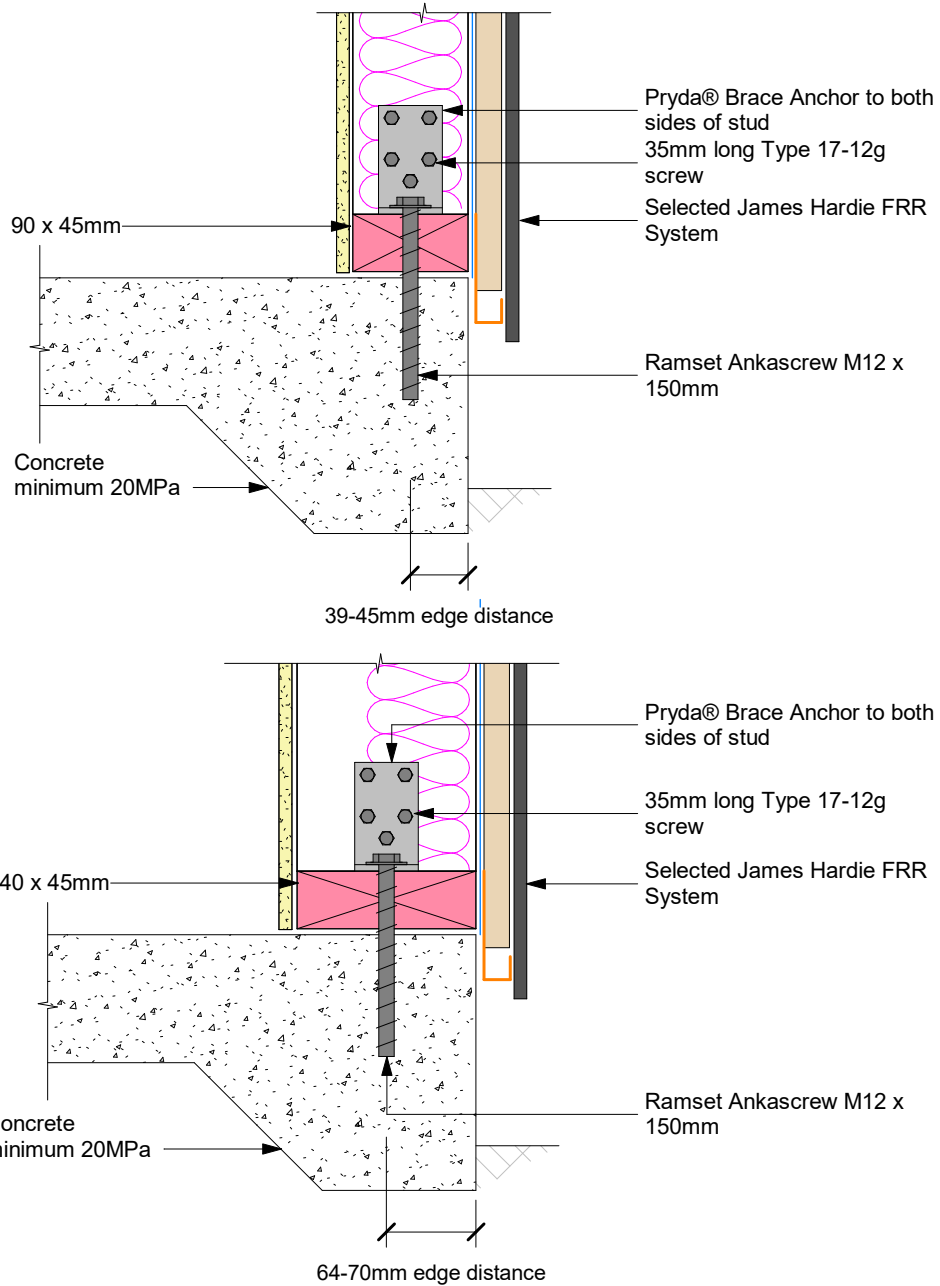 Pryda® Brace Anchor to both
sides of stud
35mm long Type 17-12g
screw
Selected James Hardie FRR
System
90 x 45mm
Ramset Ankascrew M12 x
150mm
Concrete
minimum 20MPa
39-45mm edge distance
Pryda® Brace Anchor to both
sides of stud
35mm long Type 17-12g
screw
Selected James Hardie FRR
System
40 x 45mm
Ramset Ankascrew M12 x
150mm
oncrete
inimum 20MPa
64-70mm edge distance